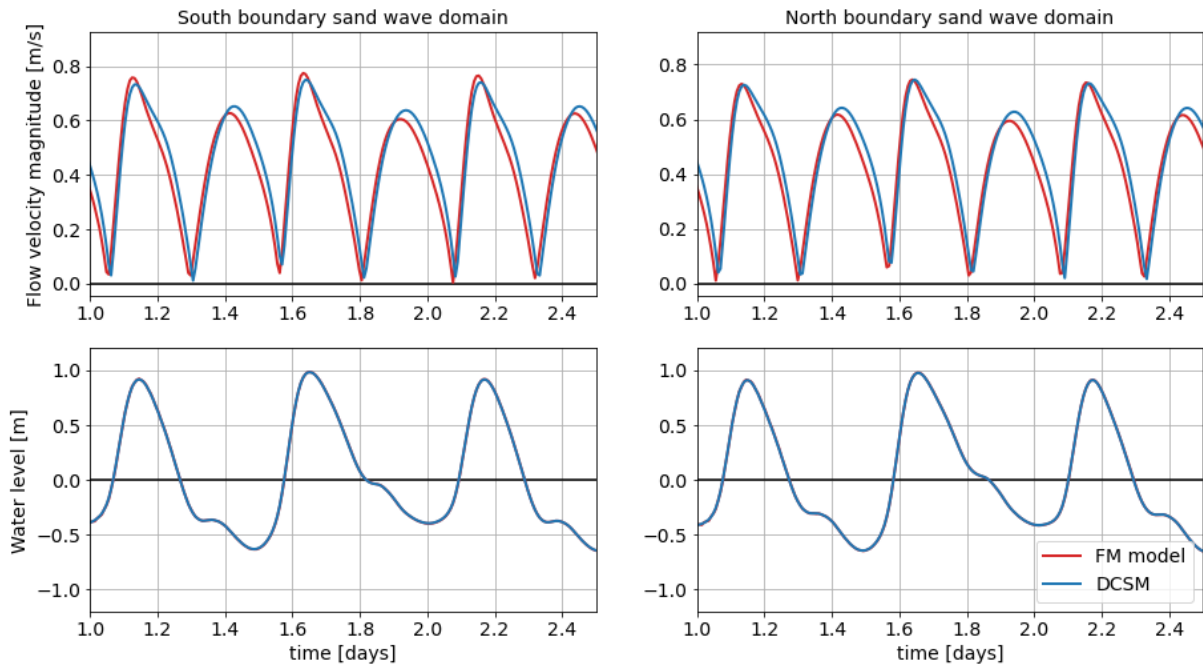 South boundary sand wave domain
North boundary sand wave domain
Flow velocity magnitude [m/s]
0.8
0.6
0.4
0.2
0.0
1.0 1.2 1.4 1.6 1.8 2.0 2.2 2.4
0.8
0.6
0.4
0.2
0.0
1.0 1.2 1.4 1.6 1.8 2.0 2.2 2.4
Water level [m]
1.0
0.5
0.0
−0.5
−1.0
1.0 1.2 1.4 1.6 1.8 2.0 2.2 2.4
time [days]
1.0
0.5
0.0
−0.5
−1.0
FM model
DCSM
1.0 1.2 1.4 1.6 1.8 2.0 2.2 2.4
time [days]